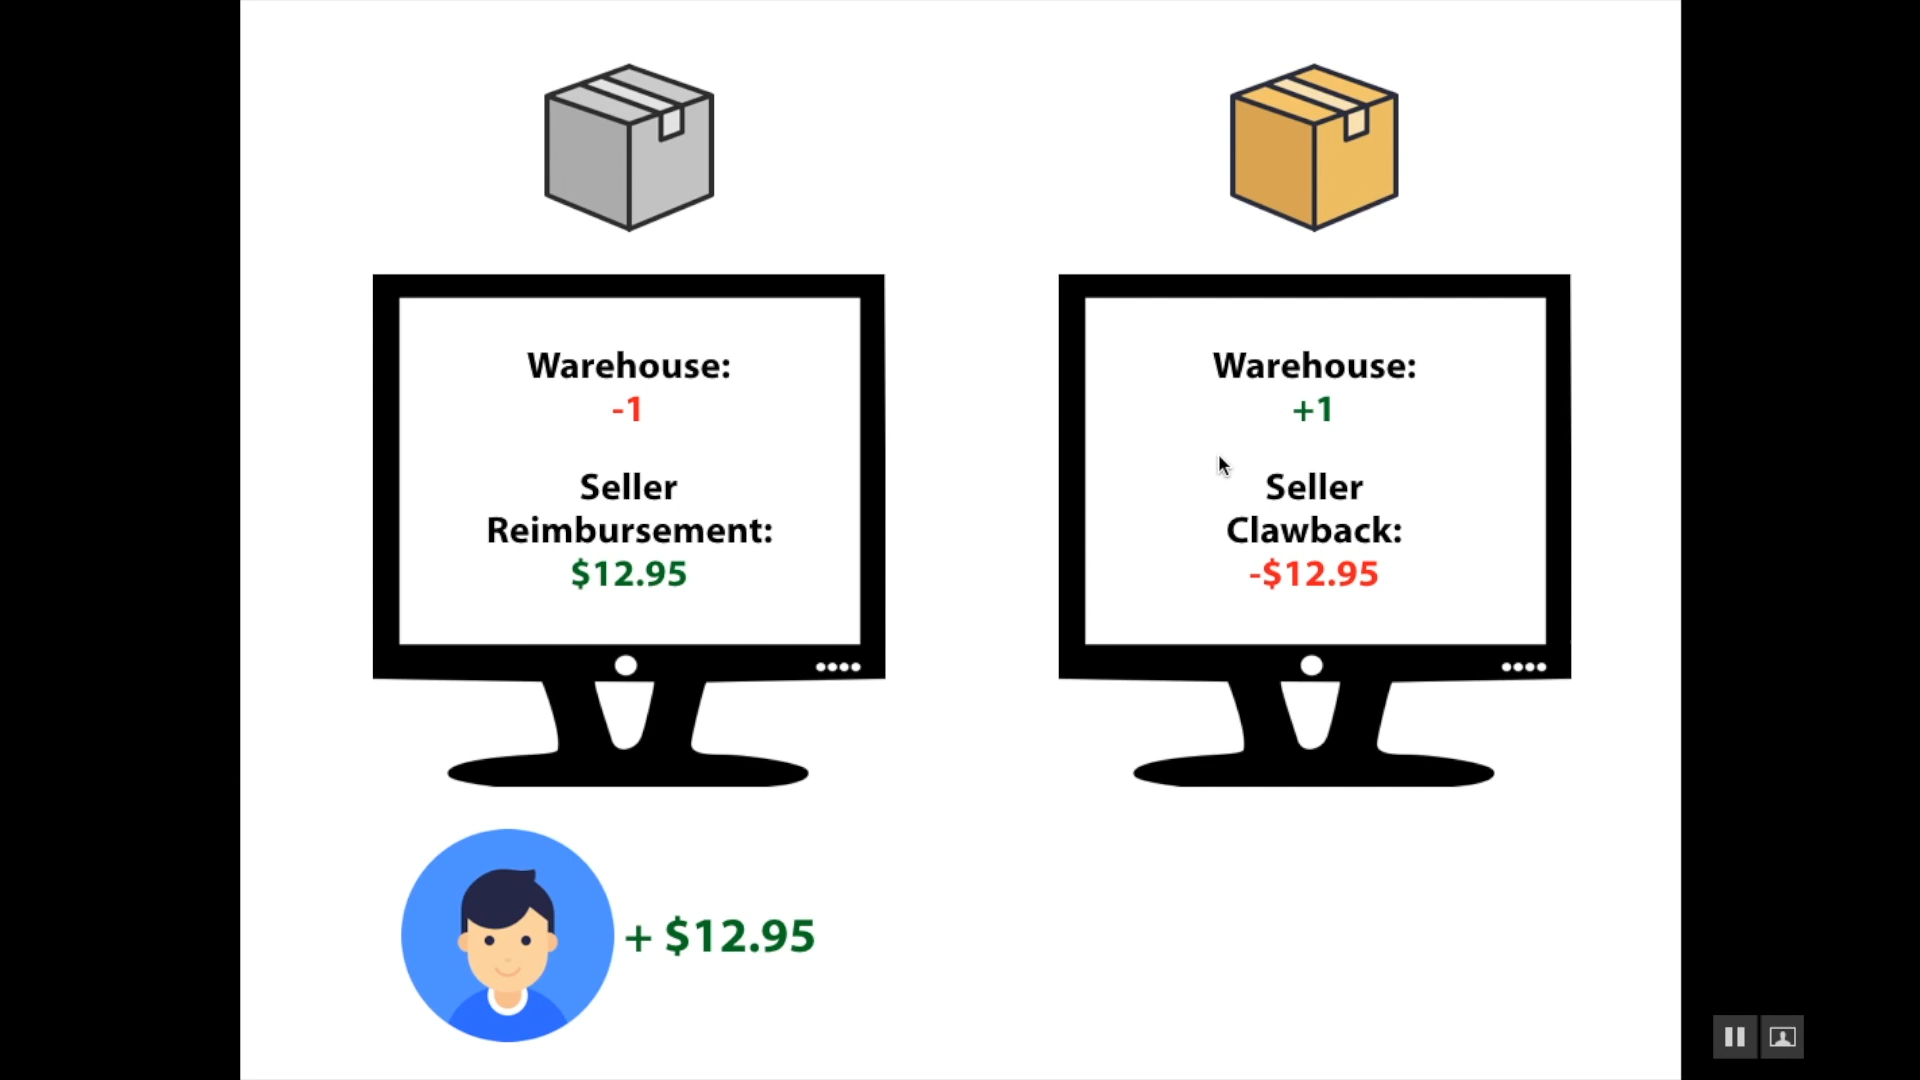 Warehouse:
-1
Seller
Reimbursement:
$12.95
Warehouse:
+1
Seller
Clawback:
-$12.95
+ $12.95